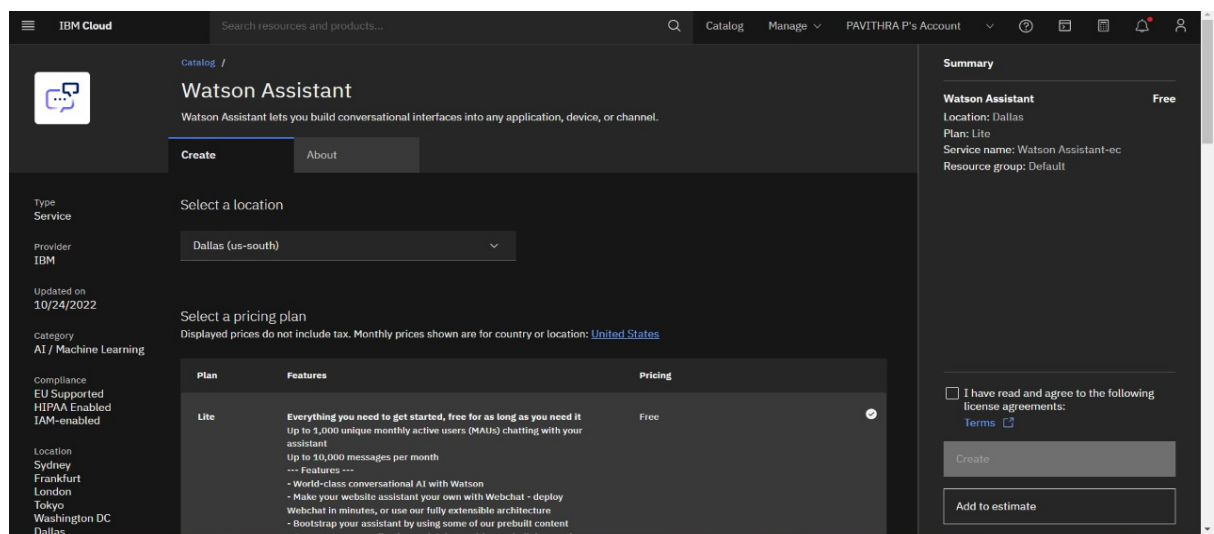 IBM Cloud
Search resources and products...
Catalog
Manage
PAVITHRA P's Account
Catalog /
Watson Assistant
Watson Assistant lets you build conversational interfaces into any application, device, or channel.
Create
About
Type
Service
Provider
IBM
Updated on
10/24/2022
Category
AI / Machine Learning
Compliance
EU Supported
HIPAA Enabled
IAM-enabled
Location
Sydney
Frankfurt
London
Tokyo
Washington DC
Dallas
Select a location
Dallas (us-south)
Select a pricing plan
Displayed prices do not include tax. Monthly prices shown are for country or location: United States
Plan Features Pricing
Lite Everything you need to get started, free for as long as you need it Free
Up to 1,000 unique monthly active users (MAUs) chatting with your
assistant
Up to 10,000 messages per month
--- Features ---
- World-class conversational AI with Watson
- Make your website assistant your own with Webchat - deploy
Webchat in minutes, or use our fully extensible architecture
- Bootstrap your assistant by using some of our prebuilt content
Summary
Watson Assistant Free
Location: Dallas
Plan: Lite
Service name: Watson Assistant-ec
Resource group: Default
I have read and agree to the following
license agreements:
Terms
Create
Add to estimate